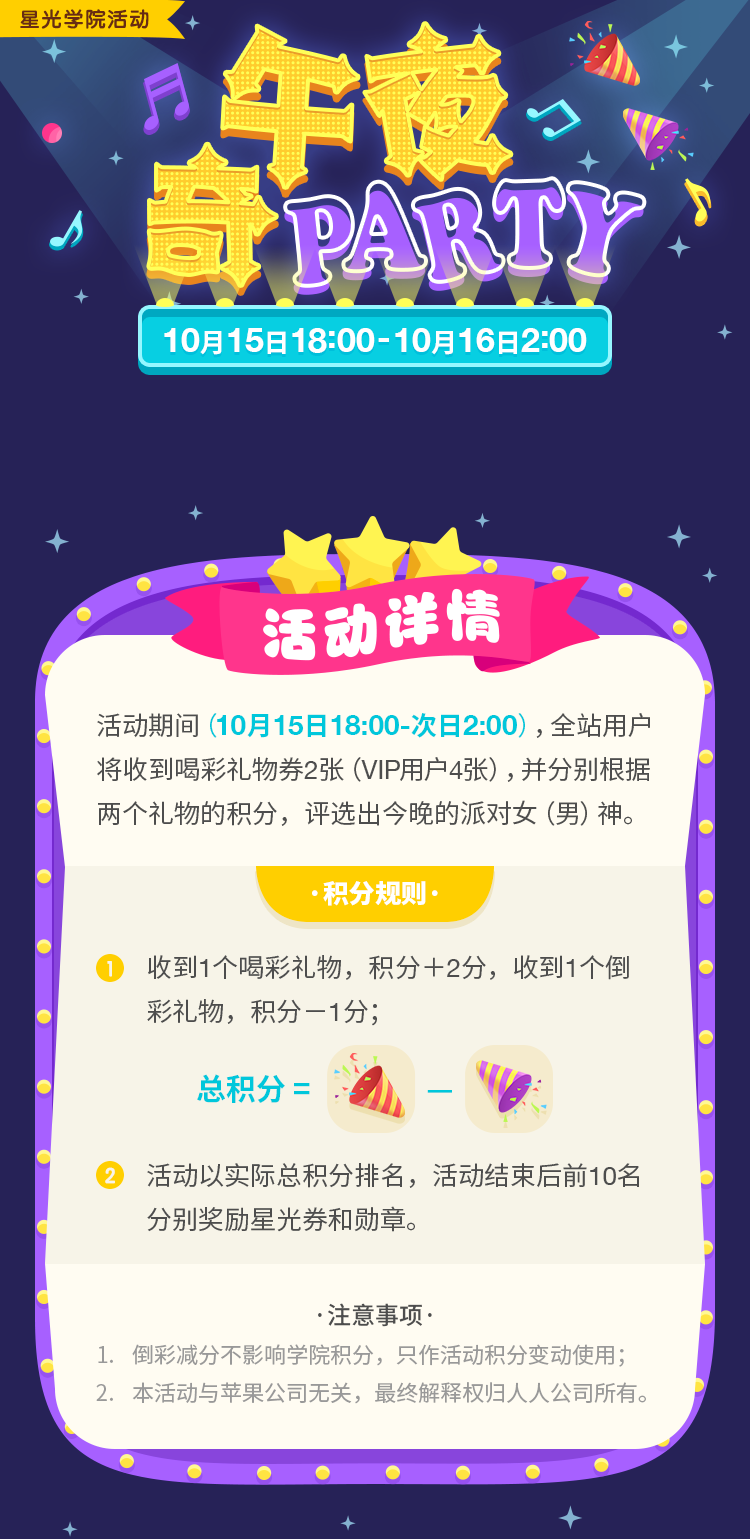 星光学院活动
午夜
奇PARTY
10月15日18:00-10月16日2:00
活动详情
活动期间（10月15日18:00-次日2:00），全站用户
将收到喝彩礼物券2张（VIP用户4张），并分别根据
两个礼物的积分，评选出今晚的派对女（男）神。
·积分规则·
1 收到1个喝彩礼物，积分＋2分，收到1个倒
彩礼物，积分－1分；
总积分 = －
2 活动以实际总积分排名，活动结束后前10名
分别奖励星光券和勋章。
·注意事项·
1. 倒彩减分不影响学院积分，只作活动积分变动使用；
2. 本活动与苹果公司无关，最终解释权归人人公司所有。